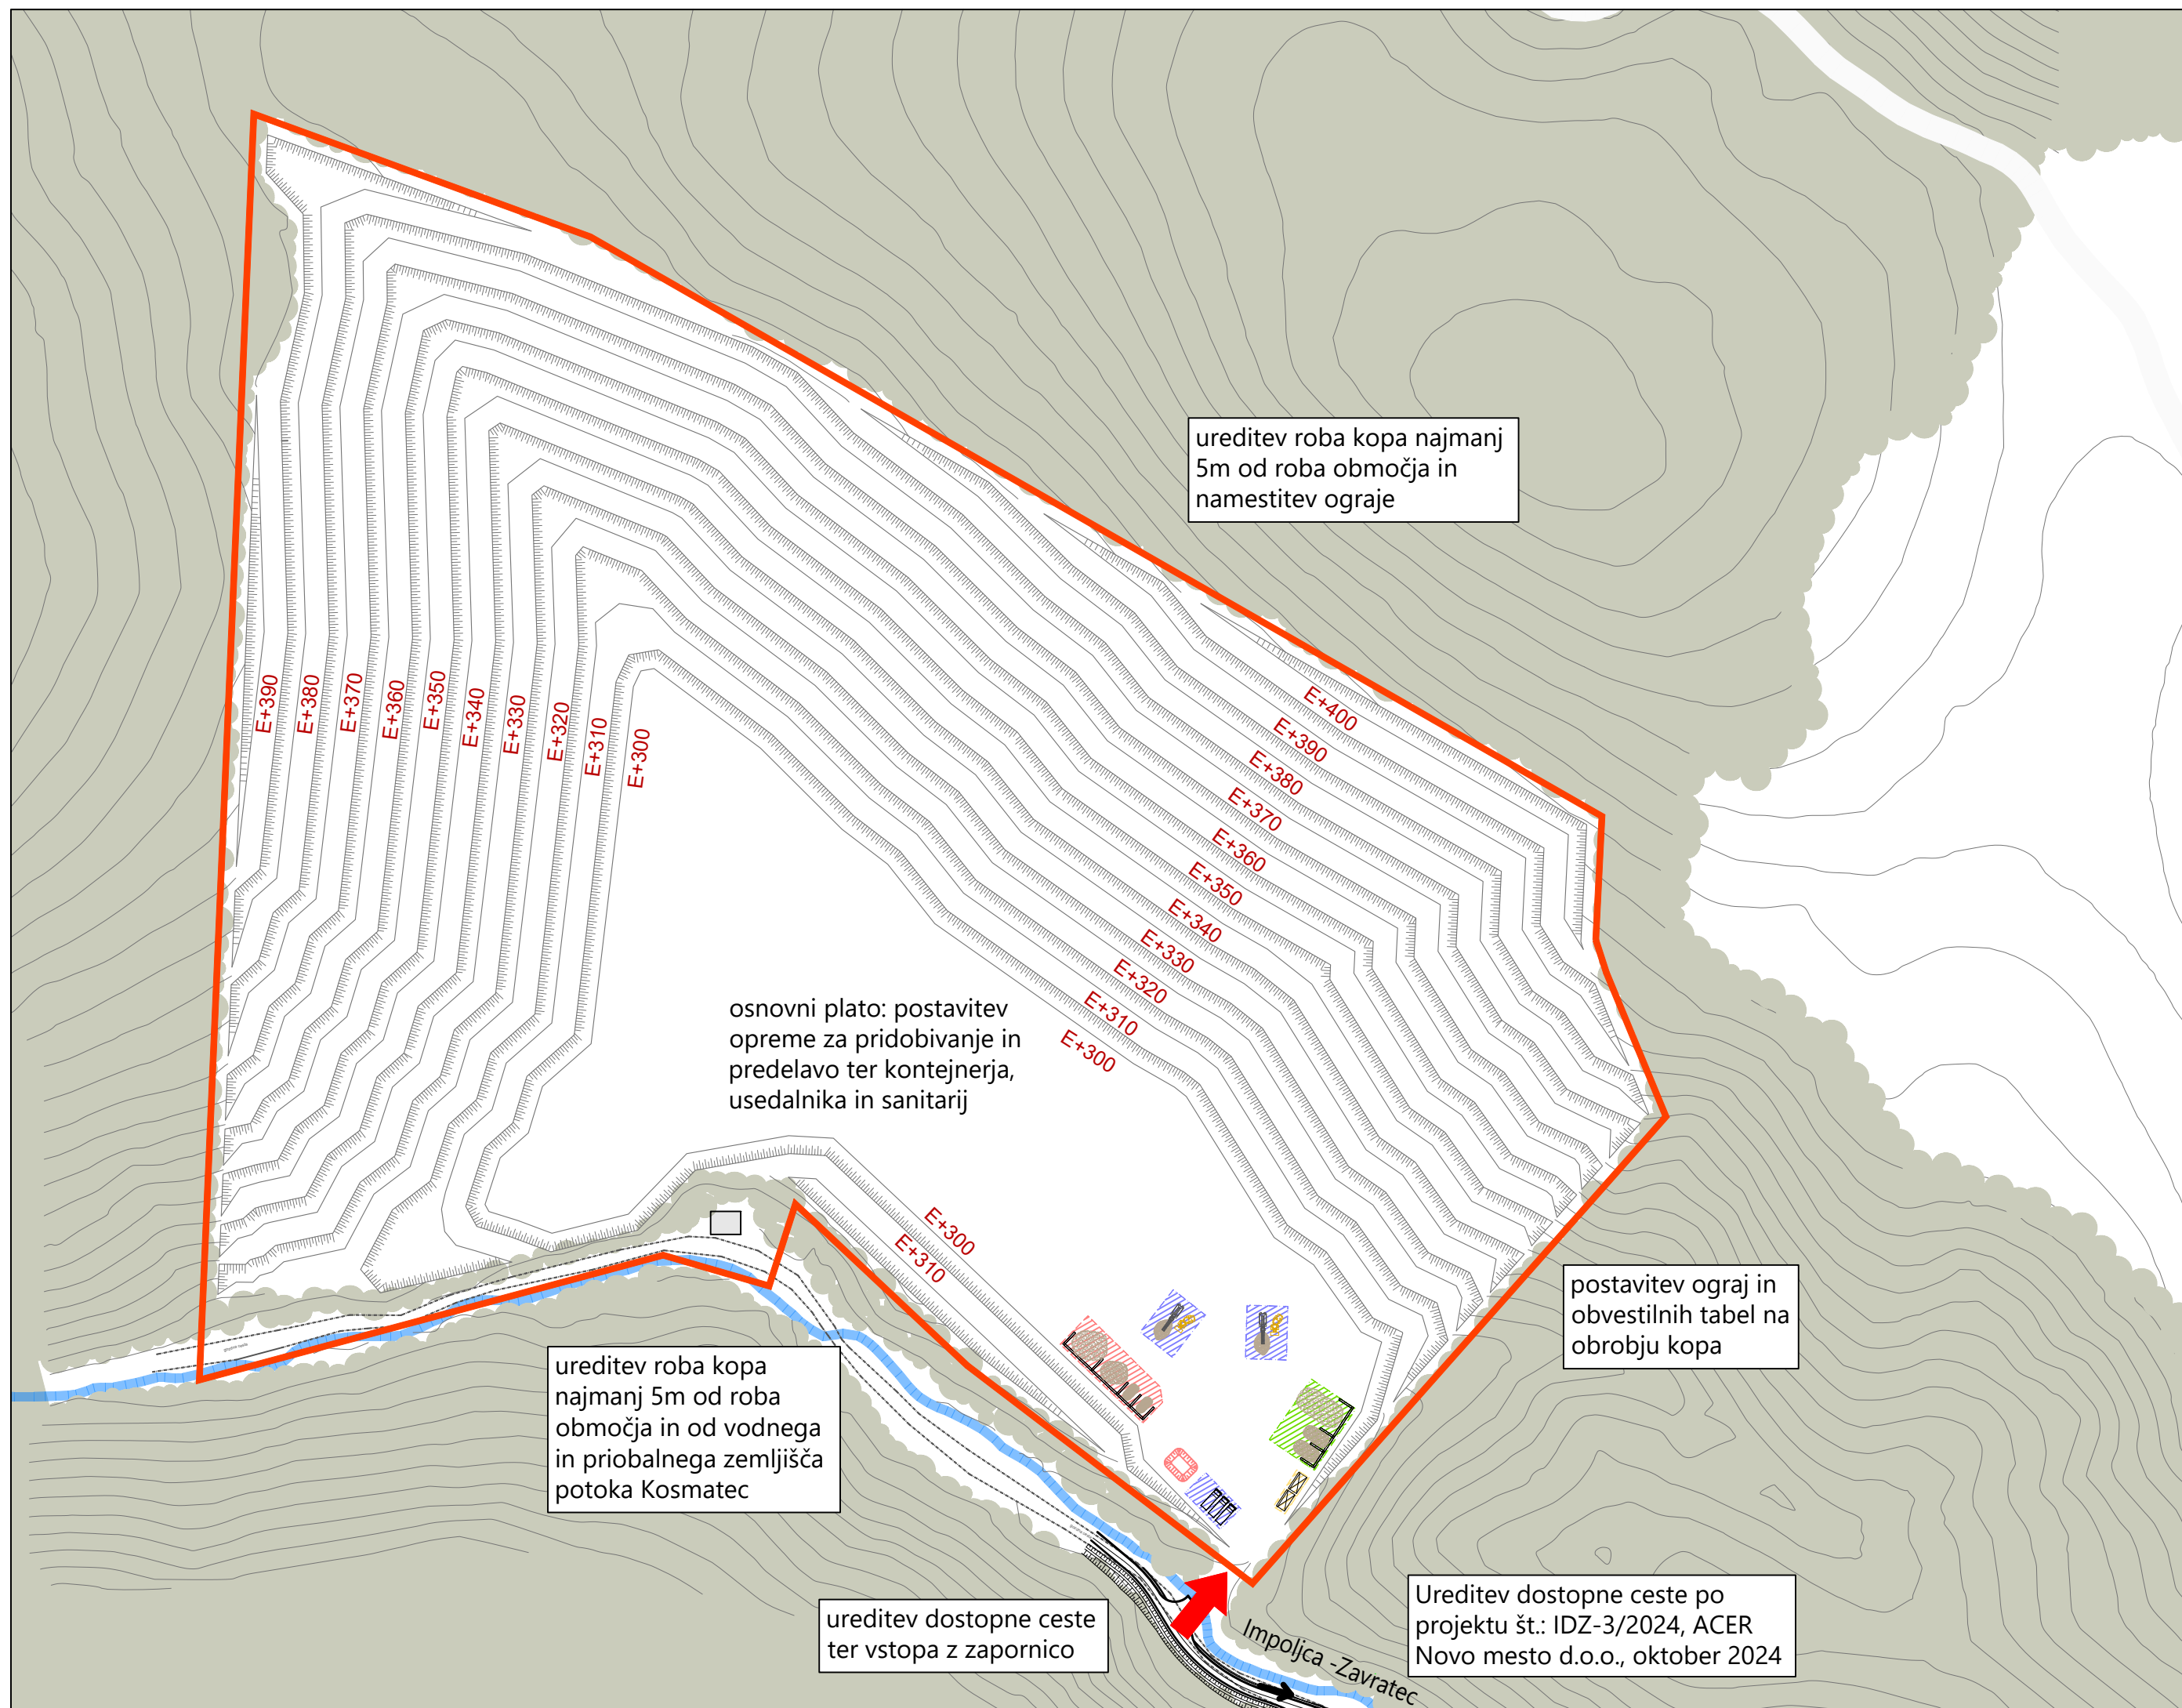 ureditev roba kopa najmanj
5m od roba območja in
namestitev ograje
E+390
E+380
E+370
E+360
E+350
E+340
E+330
E+320
E+310
E+300
E+400
E+390
E+380
E+370
E+360
E+350
E+340
E+330
E+320
E+310
E+300
osnovni plato: postavitev
opreme za pridobivanje in
predelavo ter kontejnerja,
usedalnika in sanitarij
E+300
E+310
postavitev ograj in
obvestilnih tabel na
obrobju kopa
ureditev roba kopa
najmanj 5m od roba
območja in od vodnega
in priobalnega zemljišča
potoka Kosmatec
ureditev dostopne ceste
ter vstopa z zapornico
Ureditev dostopne ceste po
projektu št.: IDZ-3/2024, ACER
Novo mesto d.o.o., oktober 2024
Impoljca -Zavratec